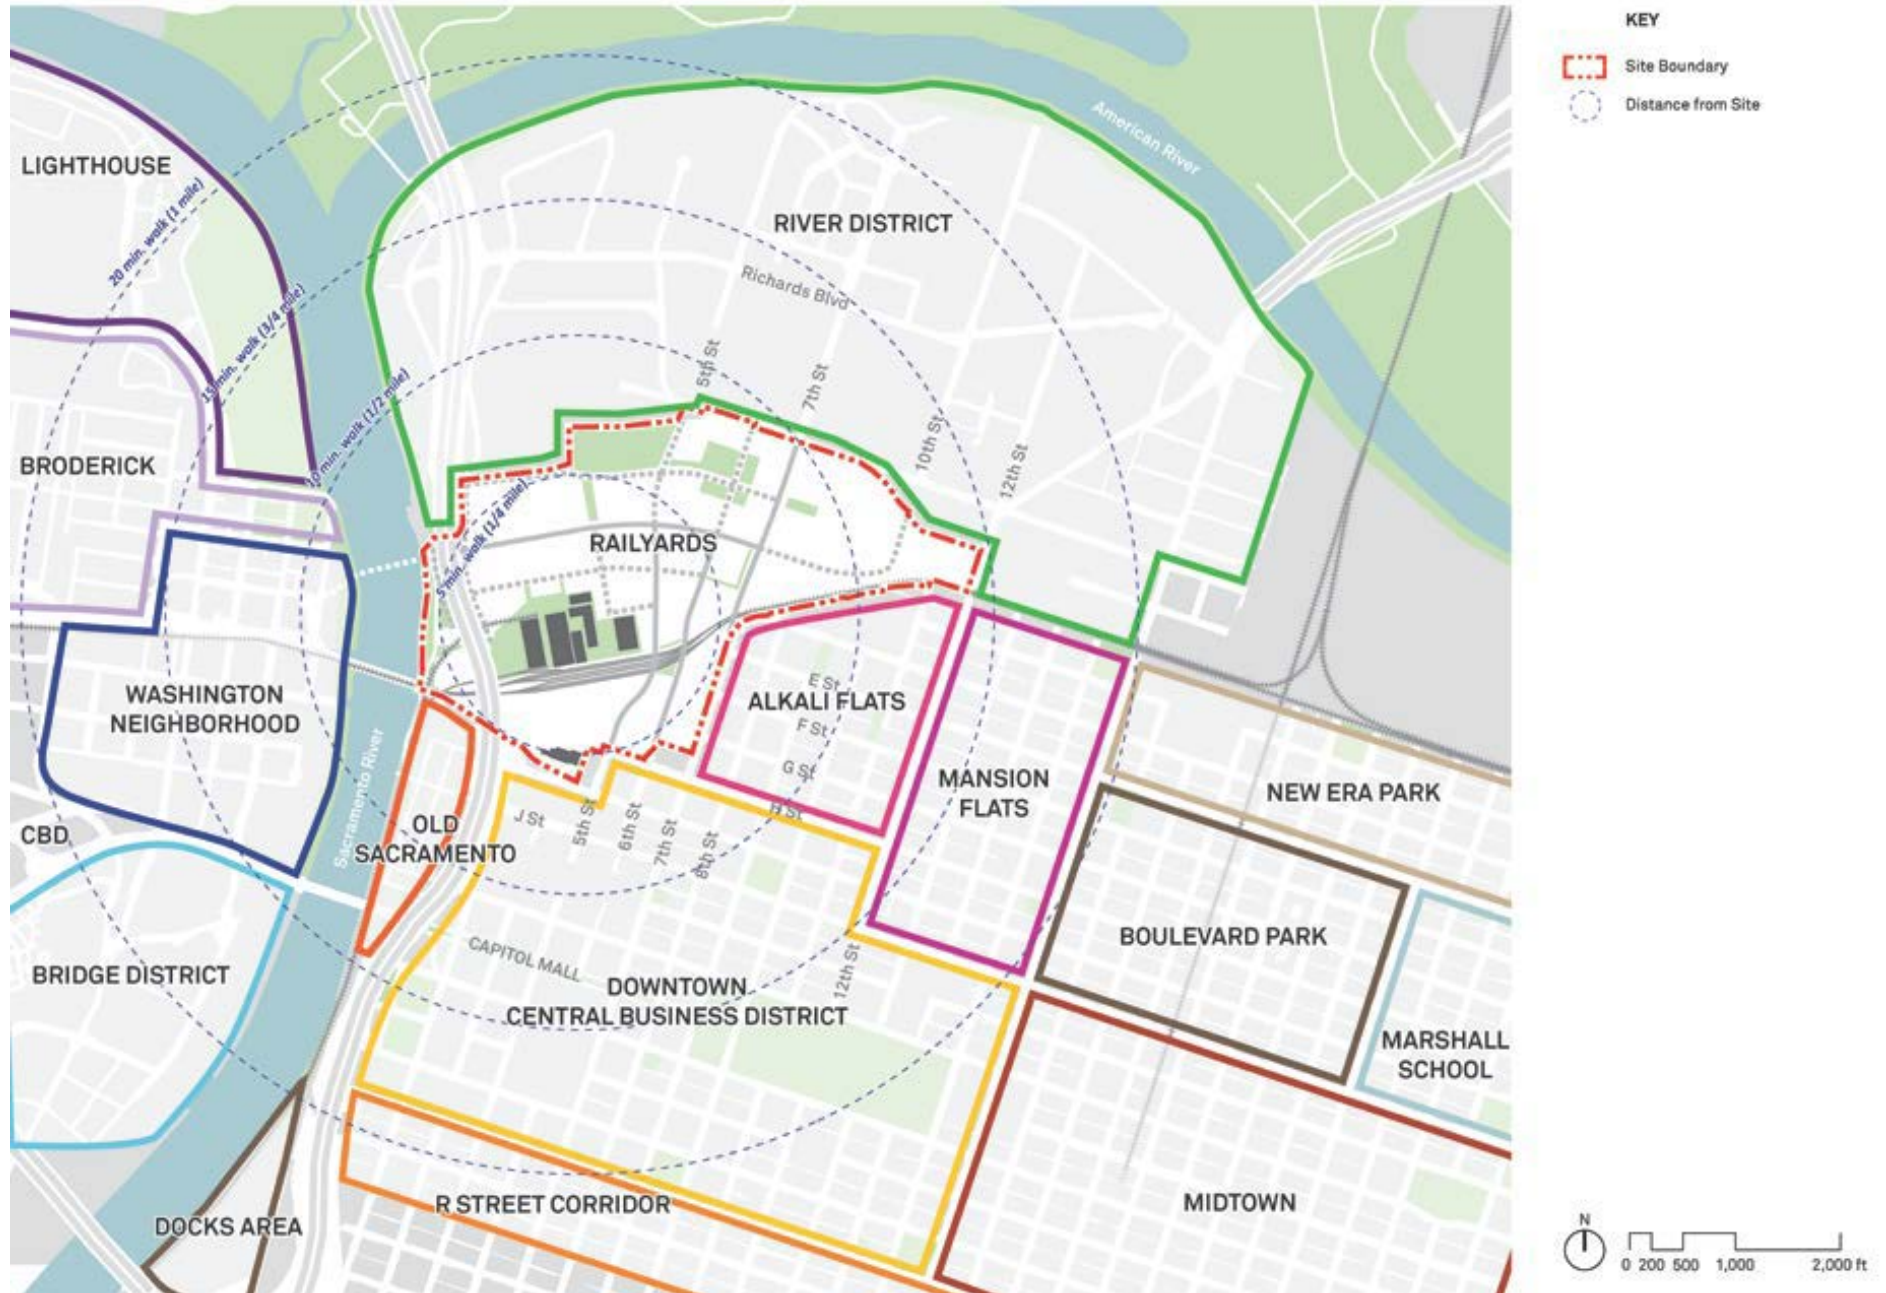 KEY
Site Boundary
Distance from Site
American River
LIGHTHOUSE
20 min. walk (1 mile)
RIVER DISTRICT
Richards Blvd
15 min. walk (3/4 mile)
10 min. walk (1/2 mile)
5th St
7th St
10th St
12th St
BRODERICK
5 min. walk (1/4 mile)
RAILYARDS
WASHINGTON
NEIGHBORHOOD
E St
ALKALI FLATS
F St
G St
MANSION
FLATS
NEW ERA PARK
Sacramento River
CBD
OLD
SACRAMENTO
J St
5th St
6th St
7th St
8th St
H St
BOULEVARD PARK
CAPITOL MALL
12th St
BRIDGE DISTRICT
DOWNTOWN
CENTRAL BUSINESS DISTRICT
MARSHALL
SCHOOL
R STREET CORRIDOR
MIDTOWN
DOCKS AREA
N
0 200 500 1,000 2,000 ft